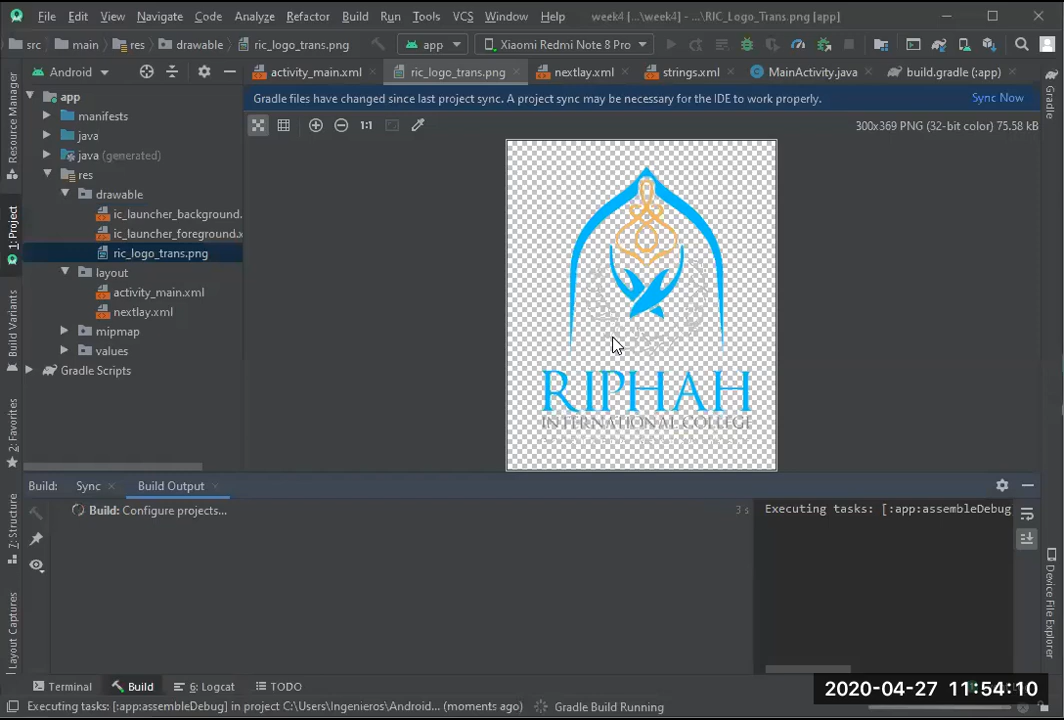 File Edit View Navigate Code Analyze Refactor Build Run Tools VCS Window Help week4 [...\week4] - ...\RIC_Logo_Trans.png [app]
src main res drawable ric_logo_trans.png app Xiaomi Redmi Note 8 Pro
Android activity_main.xml ric_logo_trans.png nextlay.xml strings.xml MainActivity.java build.gradle (:app)
Gradle files have changed since last project sync. A project sync may be necessary for the IDE to work properly. Sync Now
1:1 300x369 PNG (32-bit color) 75.58 kB
app
manifests
java
java (generated)
res
drawable
ic_launcher_background.
ic_launcher_foreground.x
ric_logo_trans.png
layout
activity_main.xml
nextlay.xml
mipmap
values
Gradle Scripts
RIPHAH
INTERNATIONAL COLLEGE
Resource Manager
1: Project
Build Variants
2: Favorites
7: Structure
Layout Captures
Gradle
Device File Explorer
Build: Sync Build Output
Build: Configure projects... 3 s
Executing tasks: [:app:assembleDebug
Terminal Build 6: Logcat TODO
2020-04-27 11:54:10
Executing tasks: [:app:assembleDebug] in project C:\Users\Ingenieros\Android... (moments ago) Gradle Build Running